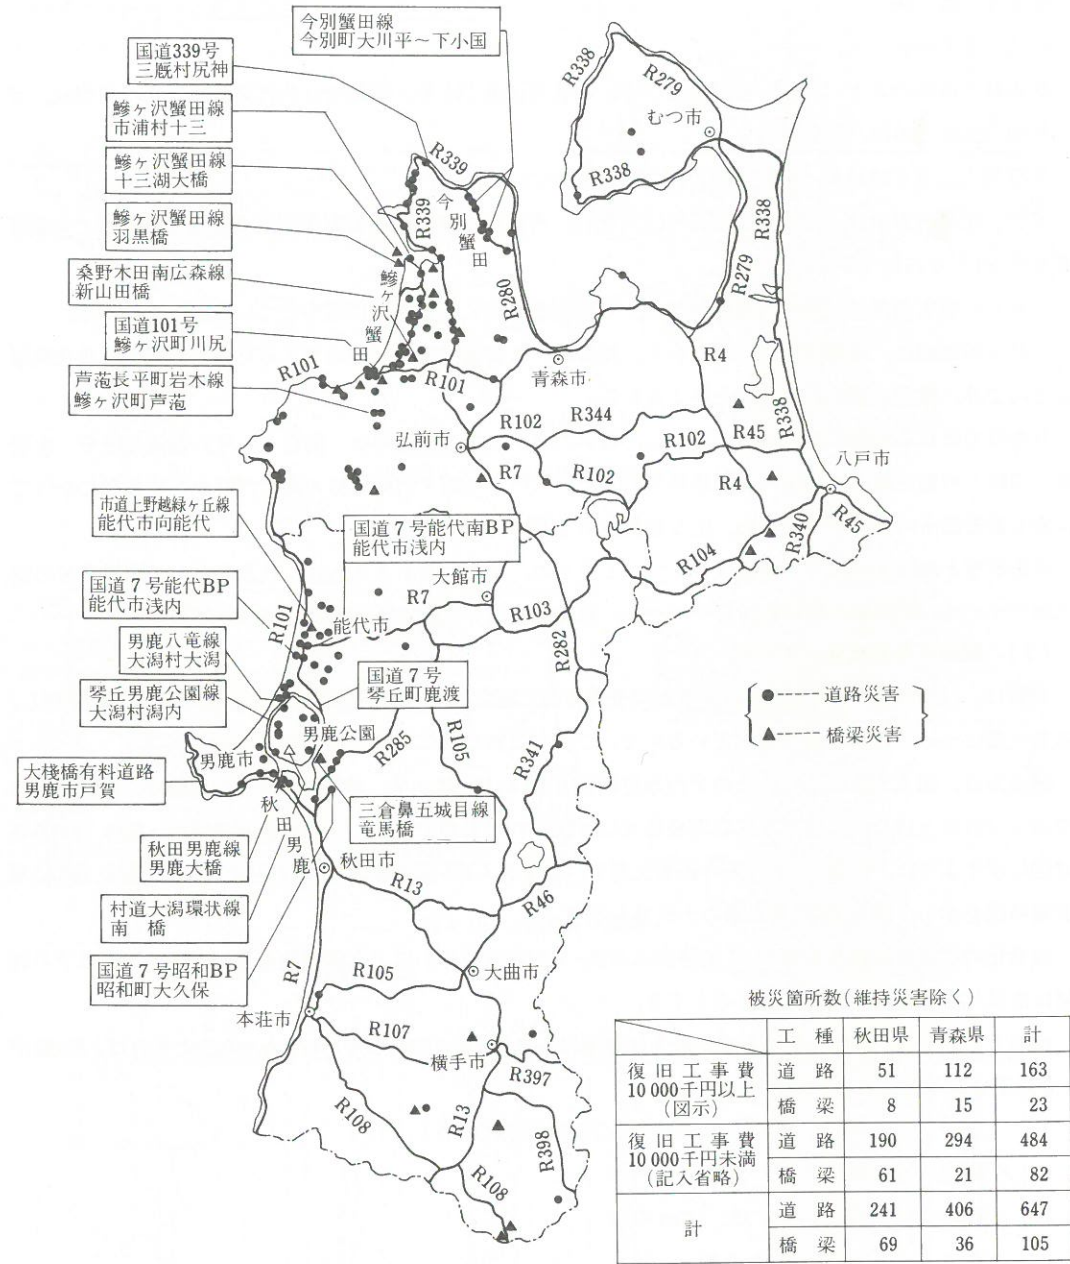 今別蟹田線
今別町大川平～下小国
国道339号
三厩村尻神
鰺ヶ沢蟹田線
市浦村十三
鰺ヶ沢蟹田線
十三湖大橋
鰺ヶ沢蟹田線
羽黒橋
桑野木田南広森線
新山田橋
国道101号
鰺ヶ沢町川尻
芦萢長平町岩木線
鰺ヶ沢町芦萢
R338
R279
むつ市
R338
R339
R339
今別蟹田
R338
R279
R280
鰺ヶ沢蟹田
R101
R101
青森市
R4
R338
R102
R344
R45
弘前市
R102
R7
R102
R4
八戸市
R45
R340
R104
市道上野越緑ヶ丘線
能代市向能代
国道7号能代南BP
能代市浅内
大館市
国道7号能代BP
能代市浅内
R101
能代市
R7
R103
R282
男鹿八竜線
大潟村大潟
国道7号
琴丘町鹿渡
琴丘男鹿公園線
大潟村潟内
男鹿公園
男鹿市
R285
R105
R341
●-----道路災害
▲-----橋梁災害
大棧橋有料道路
男鹿市戸賀
三倉鼻五城目線
竜馬橋
秋田男鹿
秋田男鹿線
男鹿大橋
秋田市
R13
R46
村道大潟環状線
南 橋
国道7号昭和BP
昭和町大久保
R7
R105
大曲市
本荘市
R107
横手市
R397
R108
R13
R398
R108
被災箇所数(維持災害除く)
工 種 秋田県 青森県 計
復旧工事費
10 000千円以上
(図示)
道 路 51 112 163
橋 梁 8 15 23
復旧工事費
10 000千円未満
(記入省略)
道 路 190 294 484
橋 梁 61 21 82
計
道 路 241 406 647
橋 梁 69 36 105